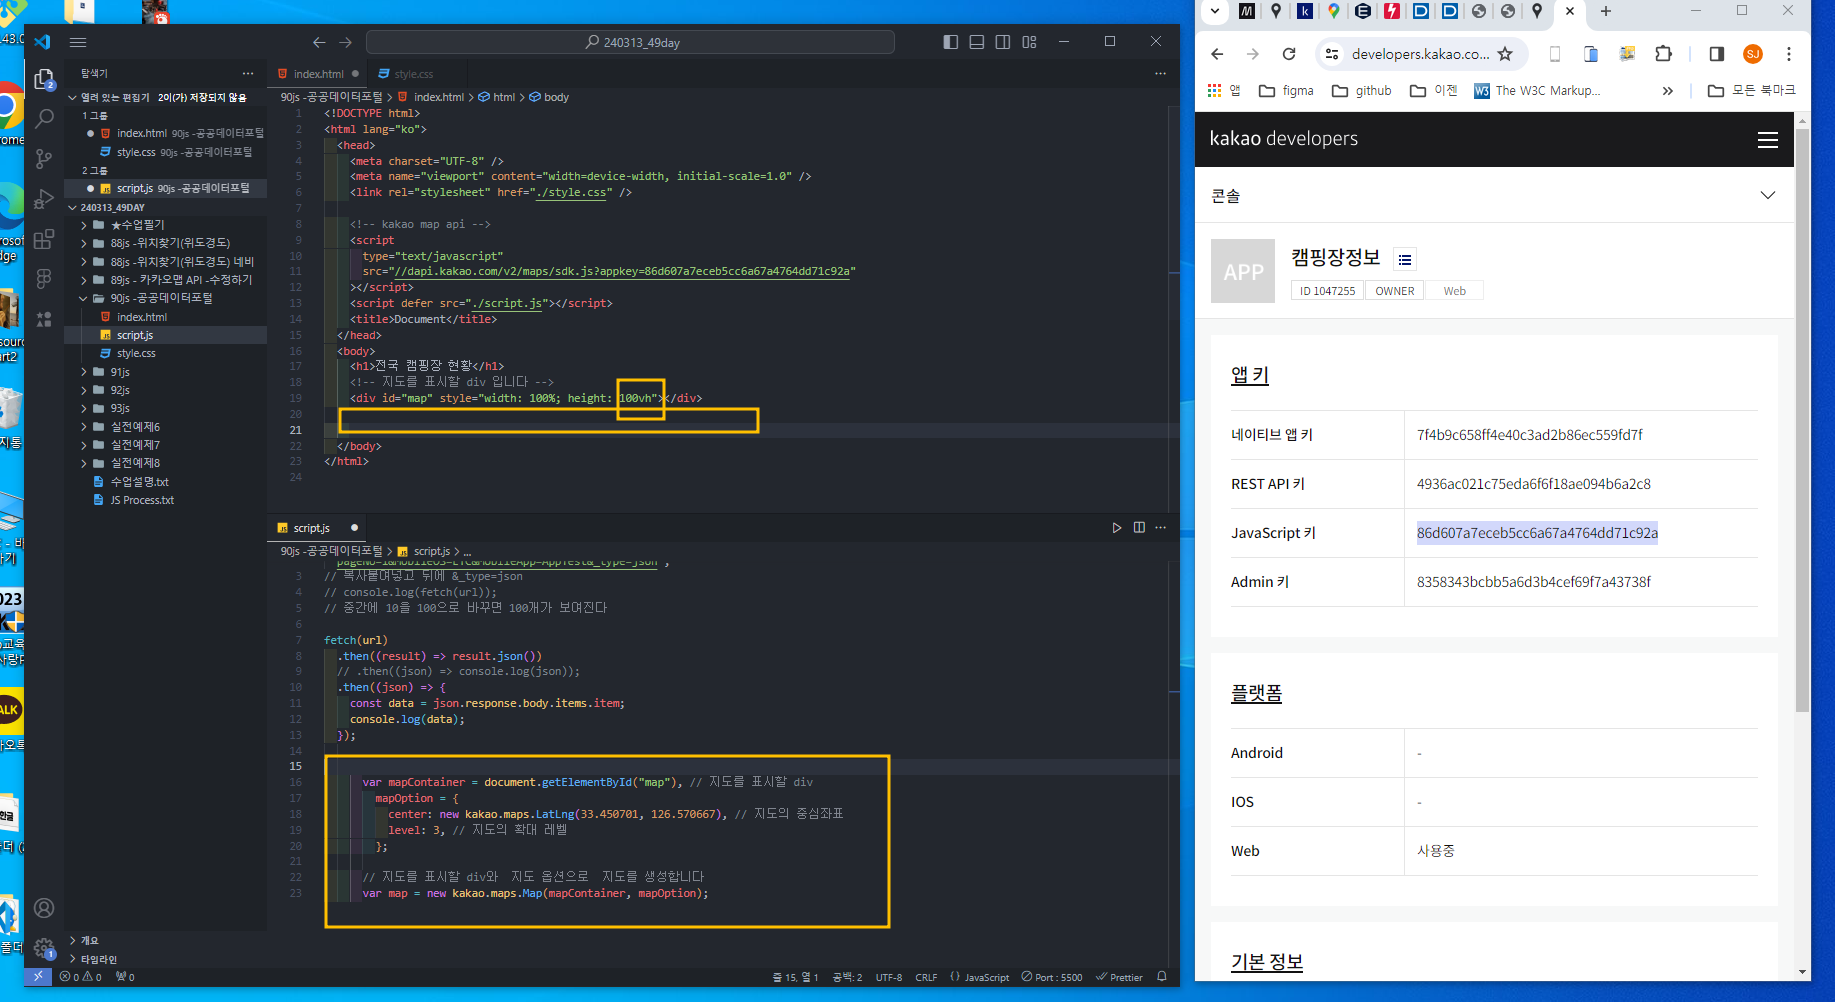 240313_49day
탐색기
열려 있는 편집기 2이(가) 저장되지 않음
1 그룹
index.html 90js -공공데이터포털
style.css 90js -공공데이터포털
2 그룹
script.js 90js -공공데이터포털
240313_49DAY
★수업필기
88js -위치찾기(위도경도)
88js -위치찾기(위도경도) 네비
89js - 카카오맵 API -수정하기
90js -공공데이터포털
index.html
script.js
style.css
91js
92js
93js
실전예제6
실전예제7
실전예제8
수업설명.txt
JS Process.txt
개요
타임라인
index.html
style.css
90js -공공데이터포털 > index.html > html > body
1 <!DOCTYPE html>
2 <html lang="ko">
3 <head>
4 <meta charset="UTF-8" />
5 <meta name="viewport" content="width=device-width, initial-scale=1.0" />
6 <link rel="stylesheet" href="./style.css" />
7
8 <!-- kakao map api -->
9 <script
10 type="text/javascript"
11 src="//dapi.kakao.com/v2/maps/sdk.js?appkey=86d607a7eceb5cc6a67a4764dd71c92a"
12 ></script>
13 <script defer src="./script.js"></script>
14 <title>Document</title>
15 </head>
16 <body>
17 <h1>전국 캠핑장 현황</h1>
18 <!-- 지도를 표시할 div 입니다 -->
19 <div id="map" style="width: 100%; height: 100vh"></div>
20
21
22 </body>
23 </html>
24
script.js
90js -공공데이터포털 > script.js > ...
pageNo=1&MobileOS=ETC&MobileApp=AppTest&_type=json",
3 // 복사붙여넣고 뒤에 &_type=json
4 // console.log(fetch(url));
5 // 중간에 10을 100으로 바꾸면 100개가 보여진다
6
7 fetch(url)
8 .then((result) => result.json())
9 // .then((json) => console.log(json));
10 .then((json) => {
11 const data = json.response.body.items.item;
12 console.log(data);
13 });
14
15
16 var mapContainer = document.getElementById("map"), // 지도를 표시할 div
17 mapOption = {
18 center: new kakao.maps.LatLng(33.450701, 126.570667), // 지도의 중심좌표
19 level: 3, // 지도의 확대 레벨
20 };
21
22 // 지도를 표시할 div와  지도 옵션으로  지도를 생성합니다
23 var map = new kakao.maps.Map(mapContainer, mapOption);
0 0 0
줄 15, 열 1 공백: 2 UTF-8 CRLF {} JavaScript Port : 5500 Prettier
developers.kakao.co...
SJ
앱 figma github 이젠 The W3C Markup... » 모든 북마크
kakao developers
콘솔
APP
캠핑장정보
ID 1047255 OWNER Web
앱 키
네이티브 앱 키 7f4b9c658ff4e40c3ad2b86ec559fd7f
REST API 키 4936ac021c75eda6f6f18ae094b6a2c8
JavaScript 키 86d607a7eceb5cc6a67a4764dd71c92a
Admin 키 8358343bcbb5a6d3b4cef69f7a43738f
플랫폼
Android -
IOS -
Web 사용중
기본 정보